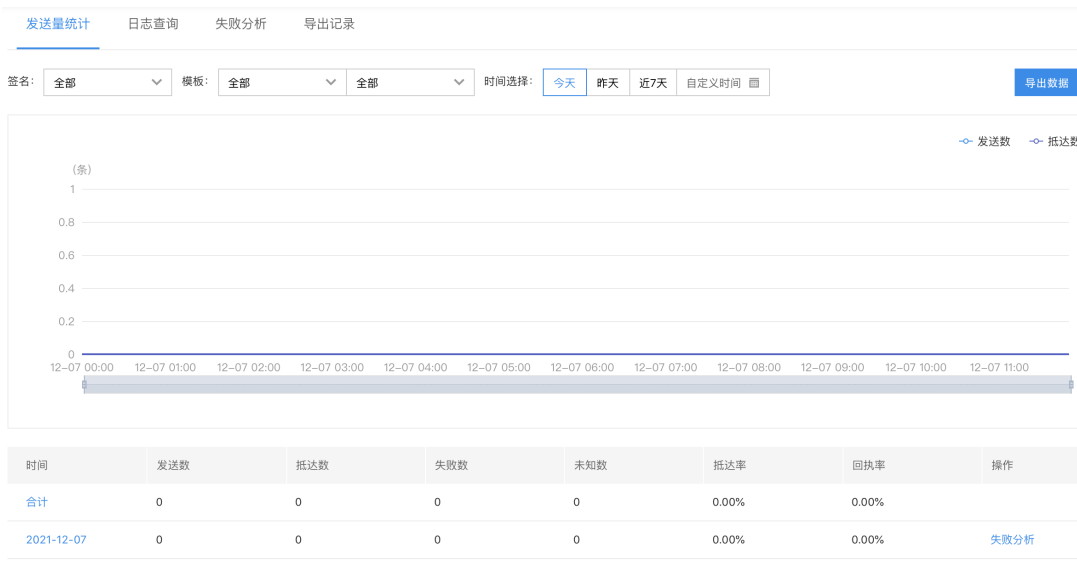 发送量统计 日志查询 失败分析 导出记录
签名: 全部 模板: 全部 全部 时间选择: 今天 昨天 近7天 自定义时间 导出数据
发送数 抵达数
(条)
1
0.8
0.6
0.4
0.2
0
12-07 00:00 12-07 01:00 12-07 02:00 12-07 03:00 12-07 04:00 12-07 05:00 12-07 06:00 12-07 07:00 12-07 08:00 12-07 09:00 12-07 10:00 12-07 11:00
时间 发送数 抵达数 失败数 未知数 抵达率 回执率 操作
合计 0 0 0 0 0.00% 0.00%
2021-12-07 0 0 0 0 0.00% 0.00% 失败分析